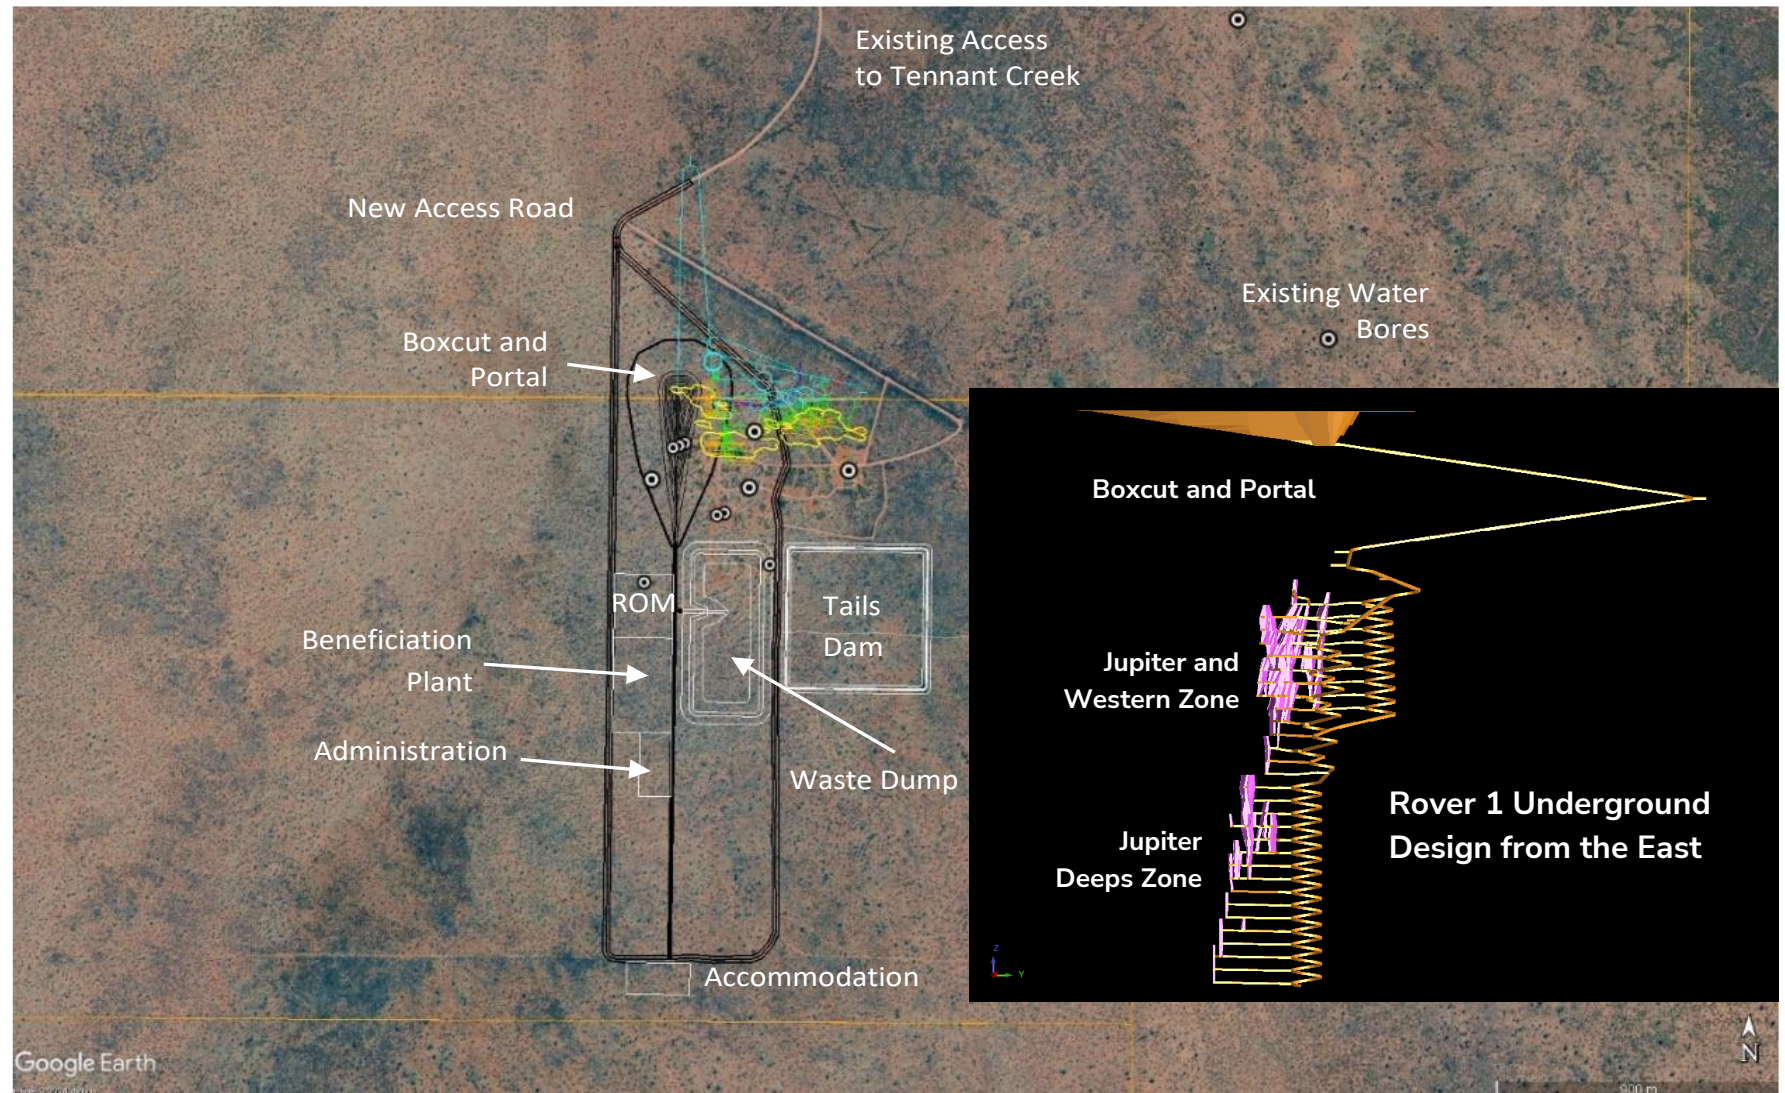 Existing Access
to Tennant Creek
New Access Road
Existing Water
Bores
Boxcut and
Portal
Boxcut and Portal
ROM
Tails
Dam
Beneficiation
Plant
Jupiter and
Western Zone
Administration
Waste Dump
Rover 1 Underground
Design from the East
Jupiter
Deeps Zone
Z
Y
Accommodation
N
Google Earth
900 m